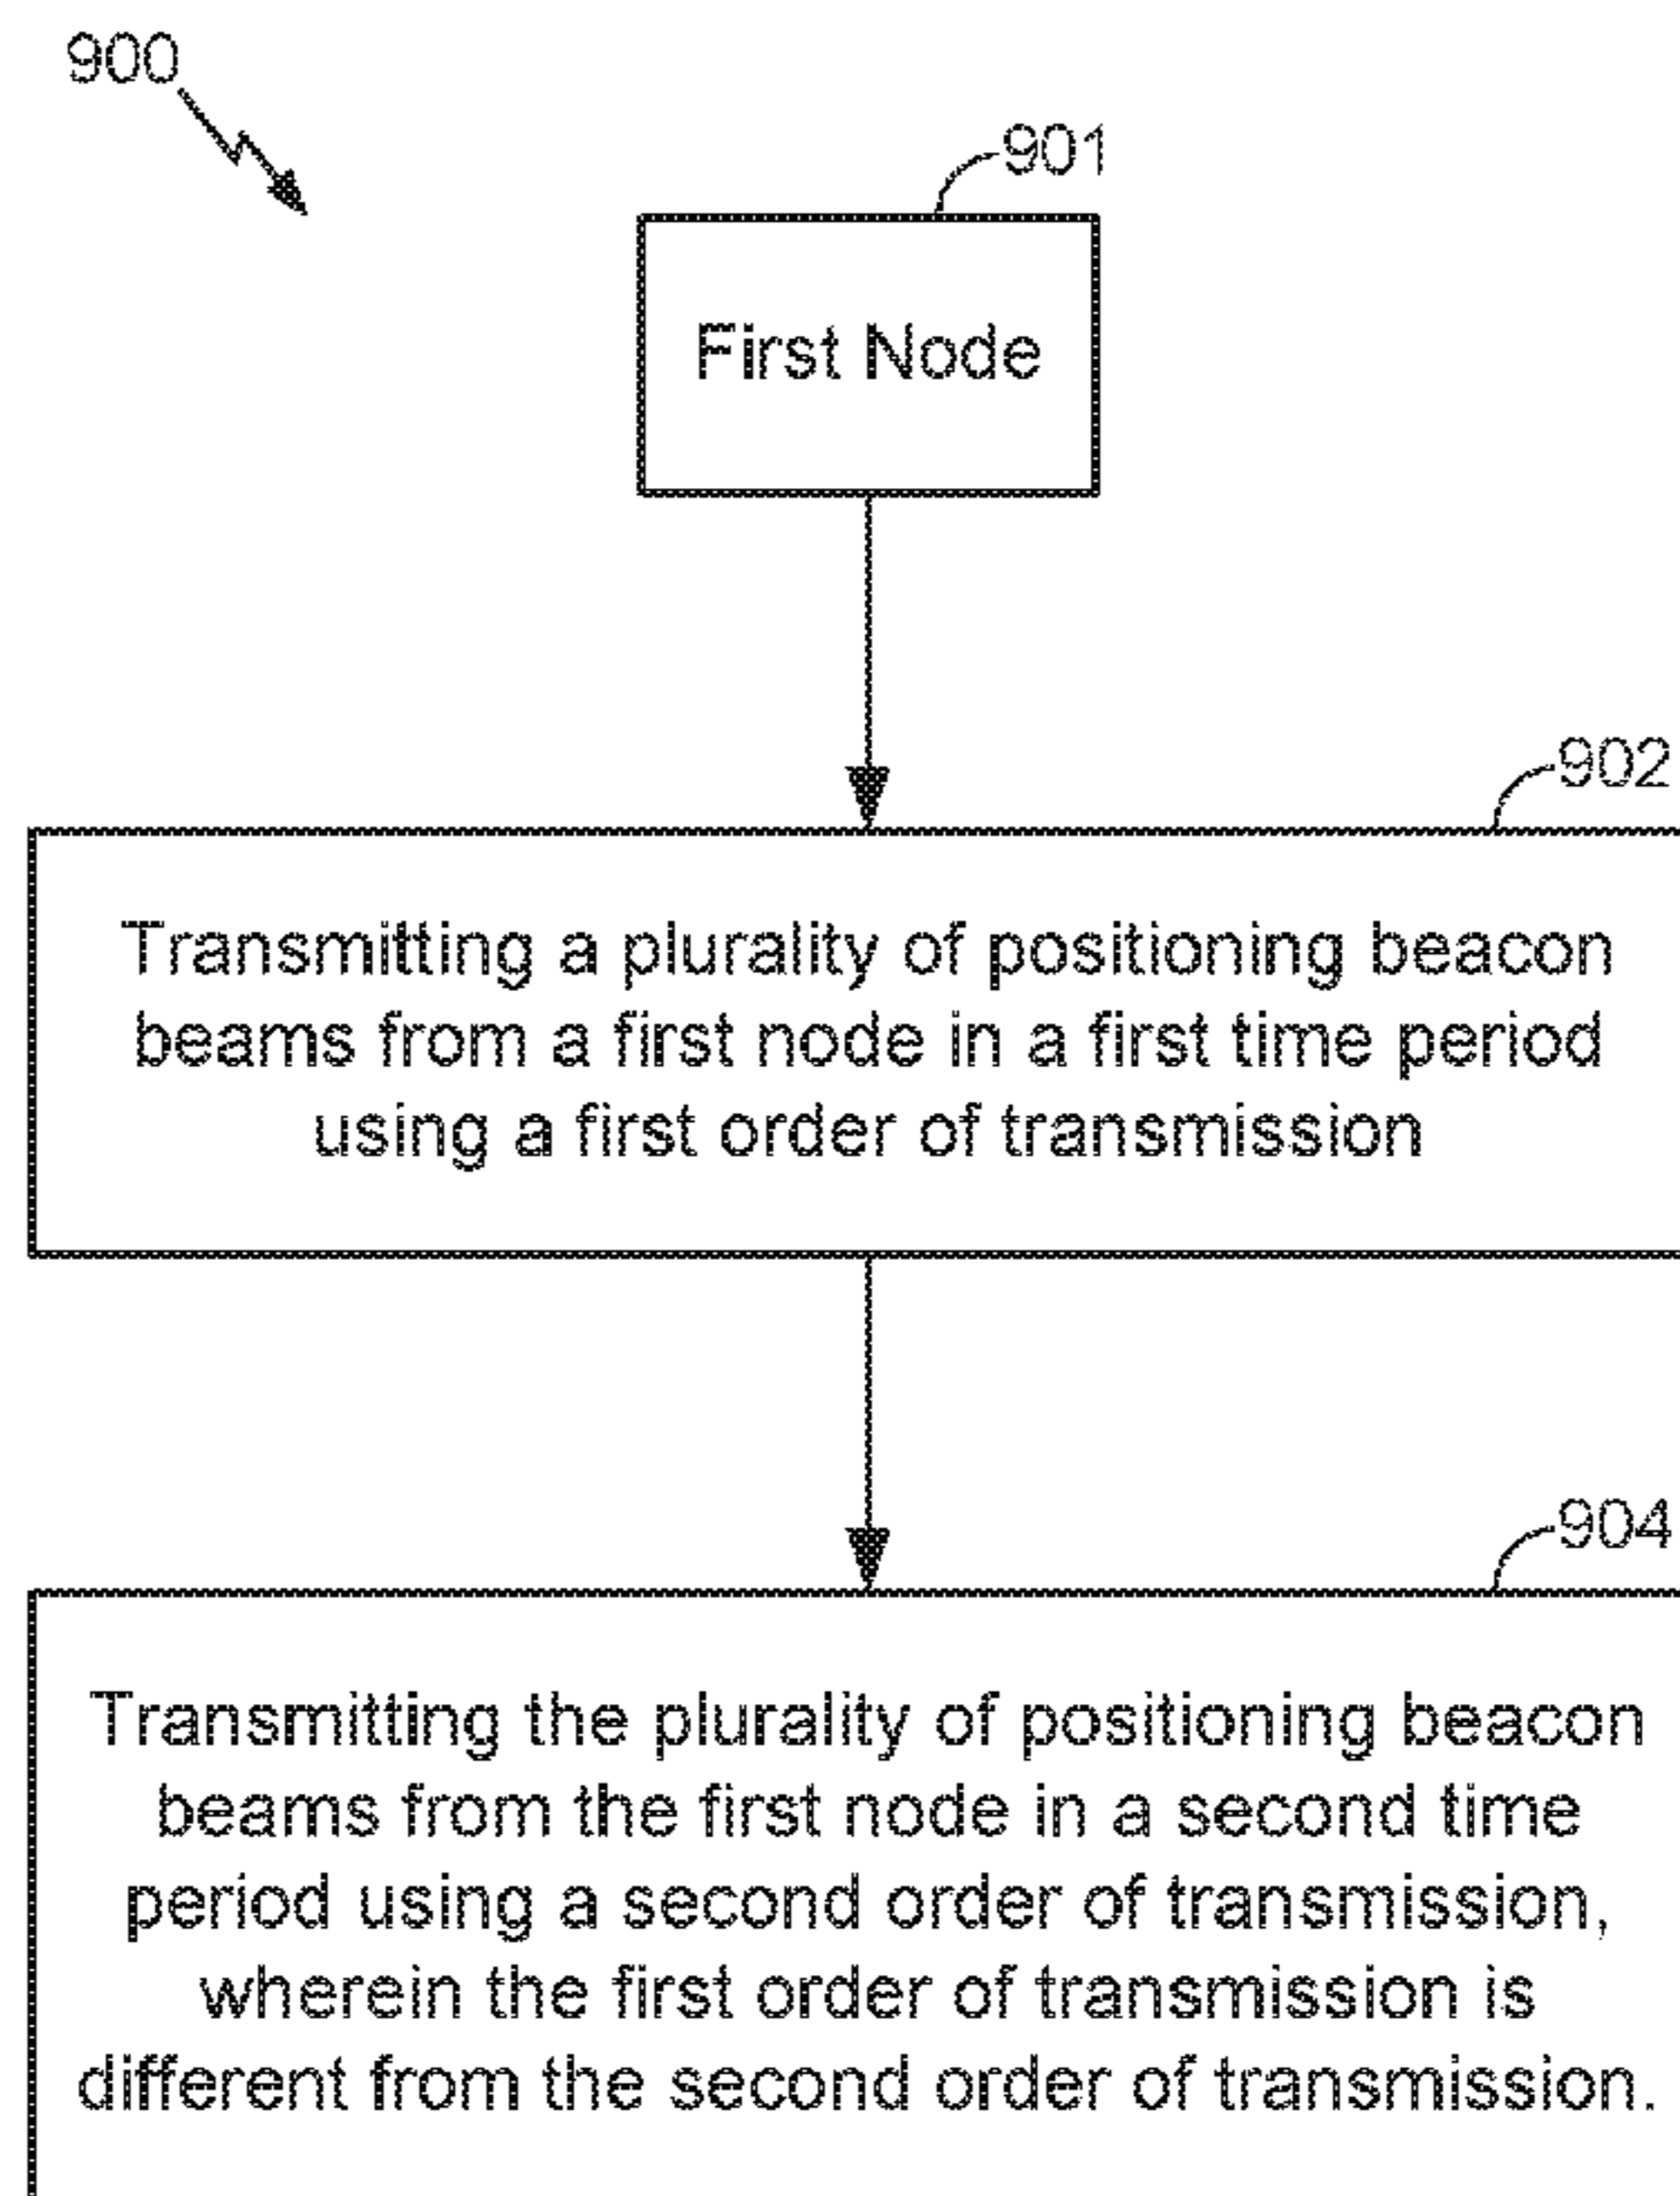 900
901
First Node
902
Transmitting a plurality of positioning beacon
beams from a first node in a first time period
using a first order of transmission
904
Transmitting the plurality of positioning beacon
beams from the first node in a second time
period using a second order of transmission,
wherein the first order of transmission is
different from the second order of transmission.